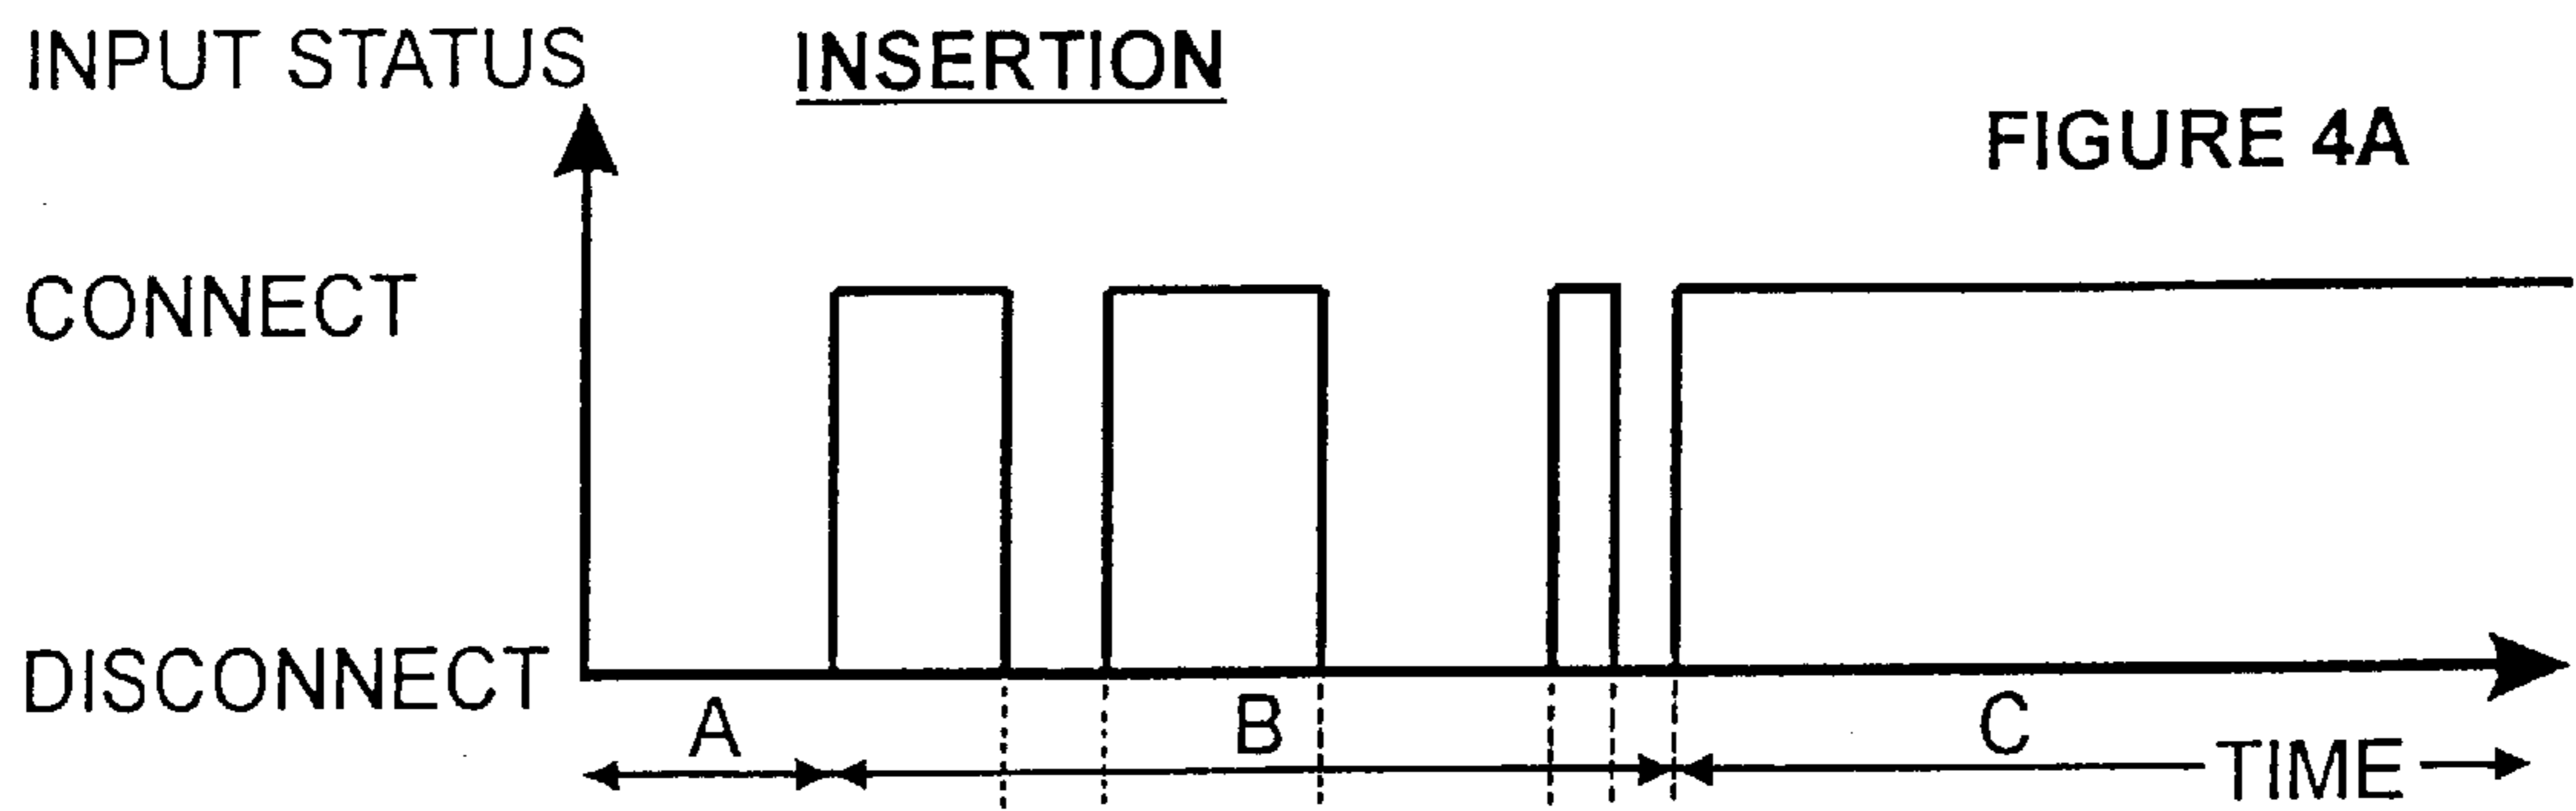 INPUT STATUS
INSERTION
FIGURE 4A
CONNECT
DISCONNECT
A
B
C
TIME